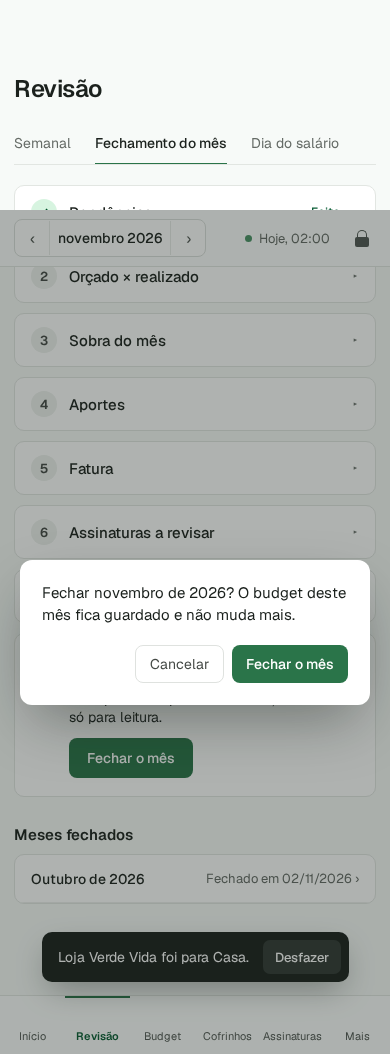 Revisão
Semanal Fechamento do mês Dia do salário
‹ novembro 2026 › Hoje, 02:00
2 Orçado × realizado
3 Sobra do mês
4 Aportes
5 Fatura
6 Assinaturas a revisar
Fechar novembro de 2026? O budget deste
mês fica guardado e não muda mais.
Cancelar Fechar o mês
só para leitura.
Fechar o mês
Meses fechados
Outubro de 2026 Fechado em 02/11/2026 ›
Loja Verde Vida foi para Casa. Desfazer
Início Revisão Budget Cofrinhos Assinaturas Mais